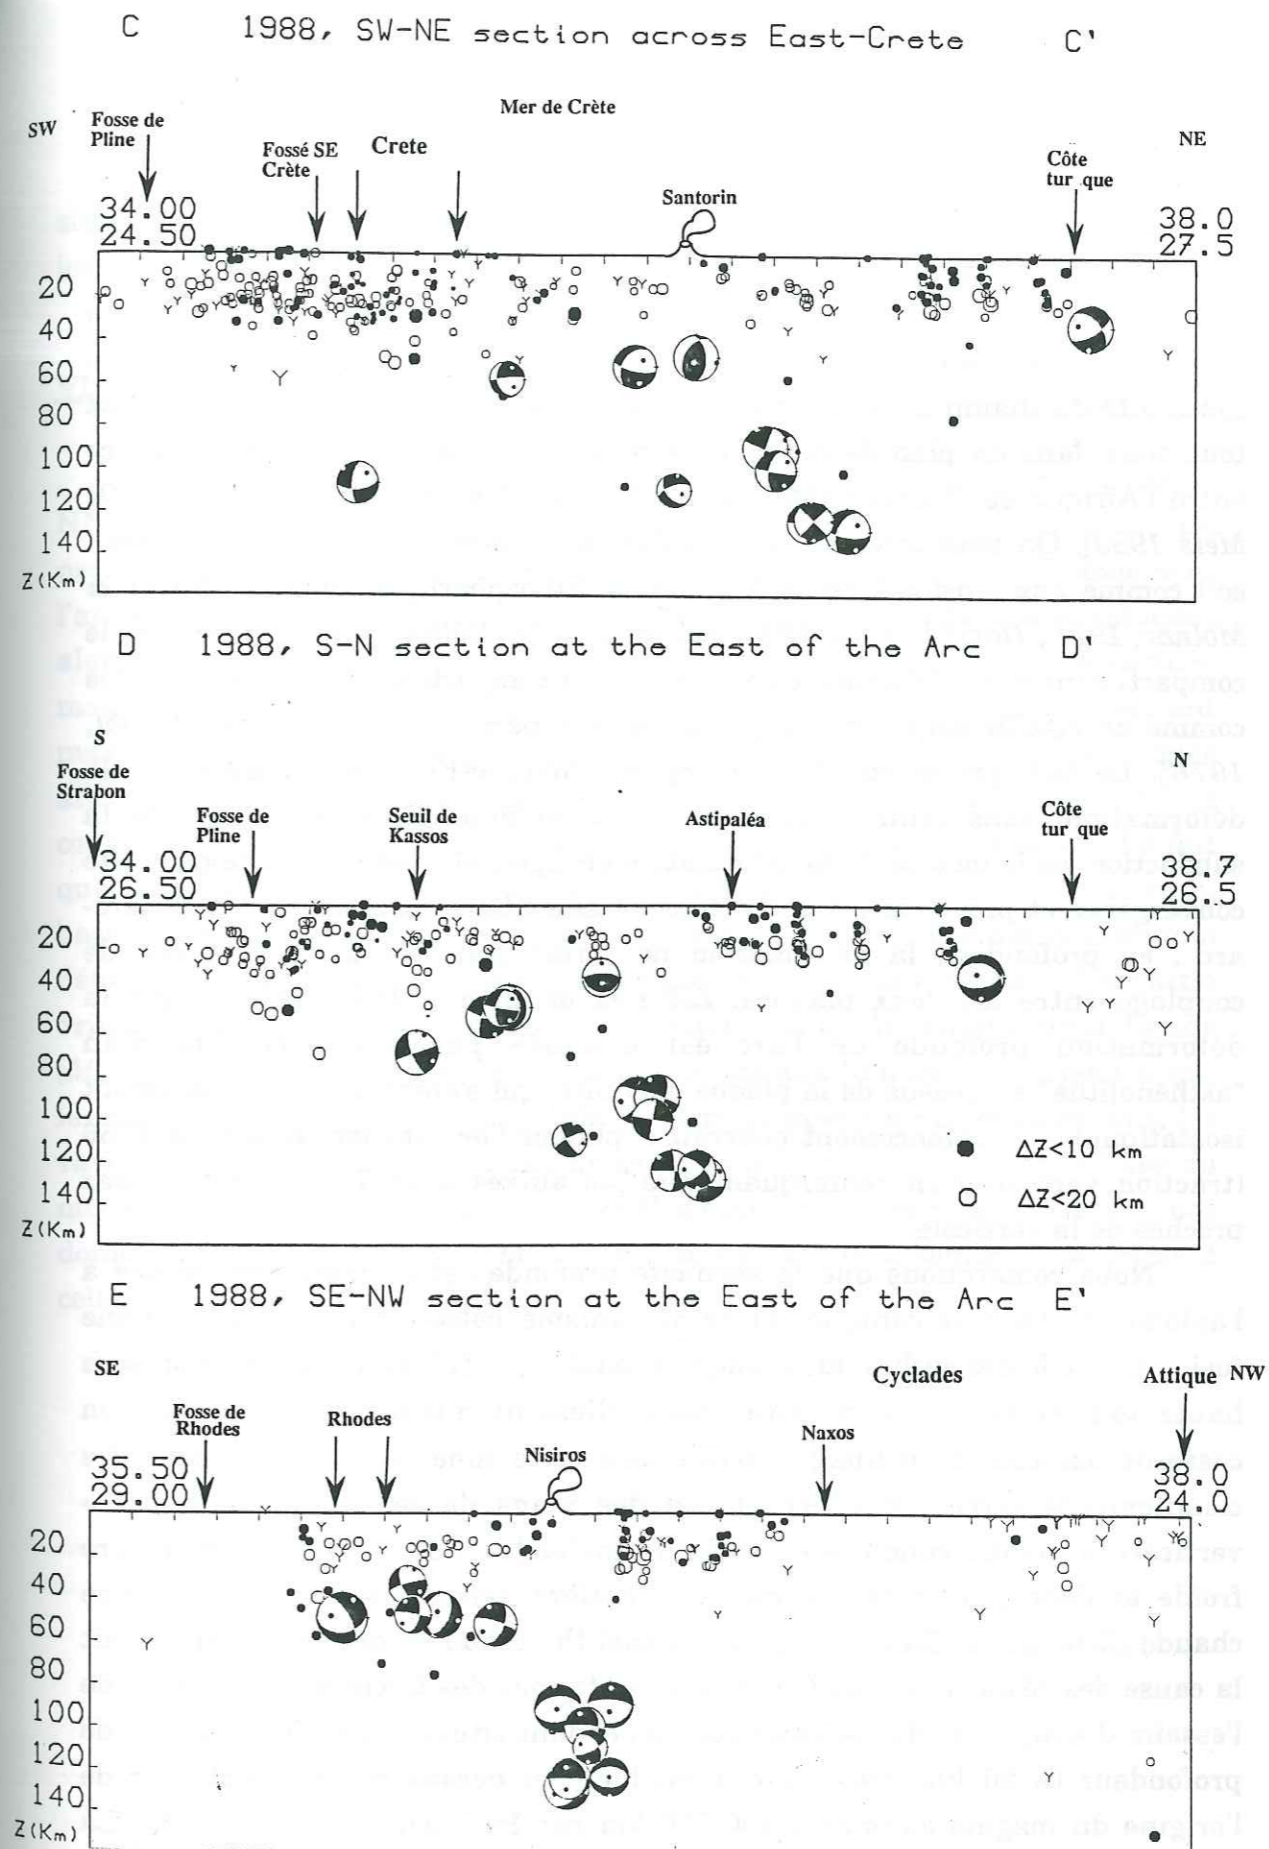 C 1988, SW-NE section across East-Crete C'
Mer de Crète
SW
Fosse de
Pline
Fossé SE
Crète
Crete
Santorin
Côte
tur que
NE
34.00
24.50
38.0
27.5
20
40
60
80
100
120
140
Z(Km)
D 1988, S-N section at the East of the Arc D'
S
Fosse de
Strabon
Fosse de
Pline
Seuil de
Kassos
Astipaléa
Côte
tur que
N
34.00
26.50
38.7
26.5
20
40
60
80
100
120
140
Z(Km)
ΔZ<10 km
ΔZ<20 km
E 1988, SE-NW section at the East of the Arc E'
SE
Fosse de
Rhodes
Rhodes
Nisiros
Cyclades
Naxos
Attique NW
35.50
29.00
38.0
24.0
20
40
60
80
100
120
140
Z(Km)